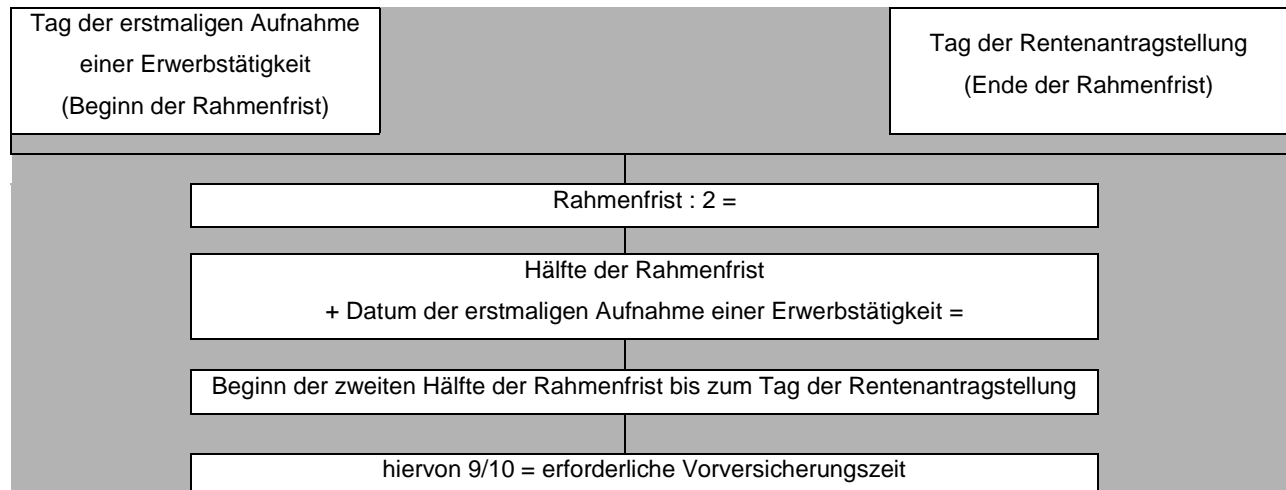 Tag der erstmaligen Aufnahme
einer Erwerbstätigkeit
(Beginn der Rahmenfrist)
Tag der Rentenantragstellung
(Ende der Rahmenfrist)
Rahmenfrist : 2 =
Hälfte der Rahmenfrist
+ Datum der erstmaligen Aufnahme einer Erwerbstätigkeit =
Beginn der zweiten Hälfte der Rahmenfrist bis zum Tag der Rentenantragstellung
hiervon 9/10 = erforderliche Vorversicherungszeit